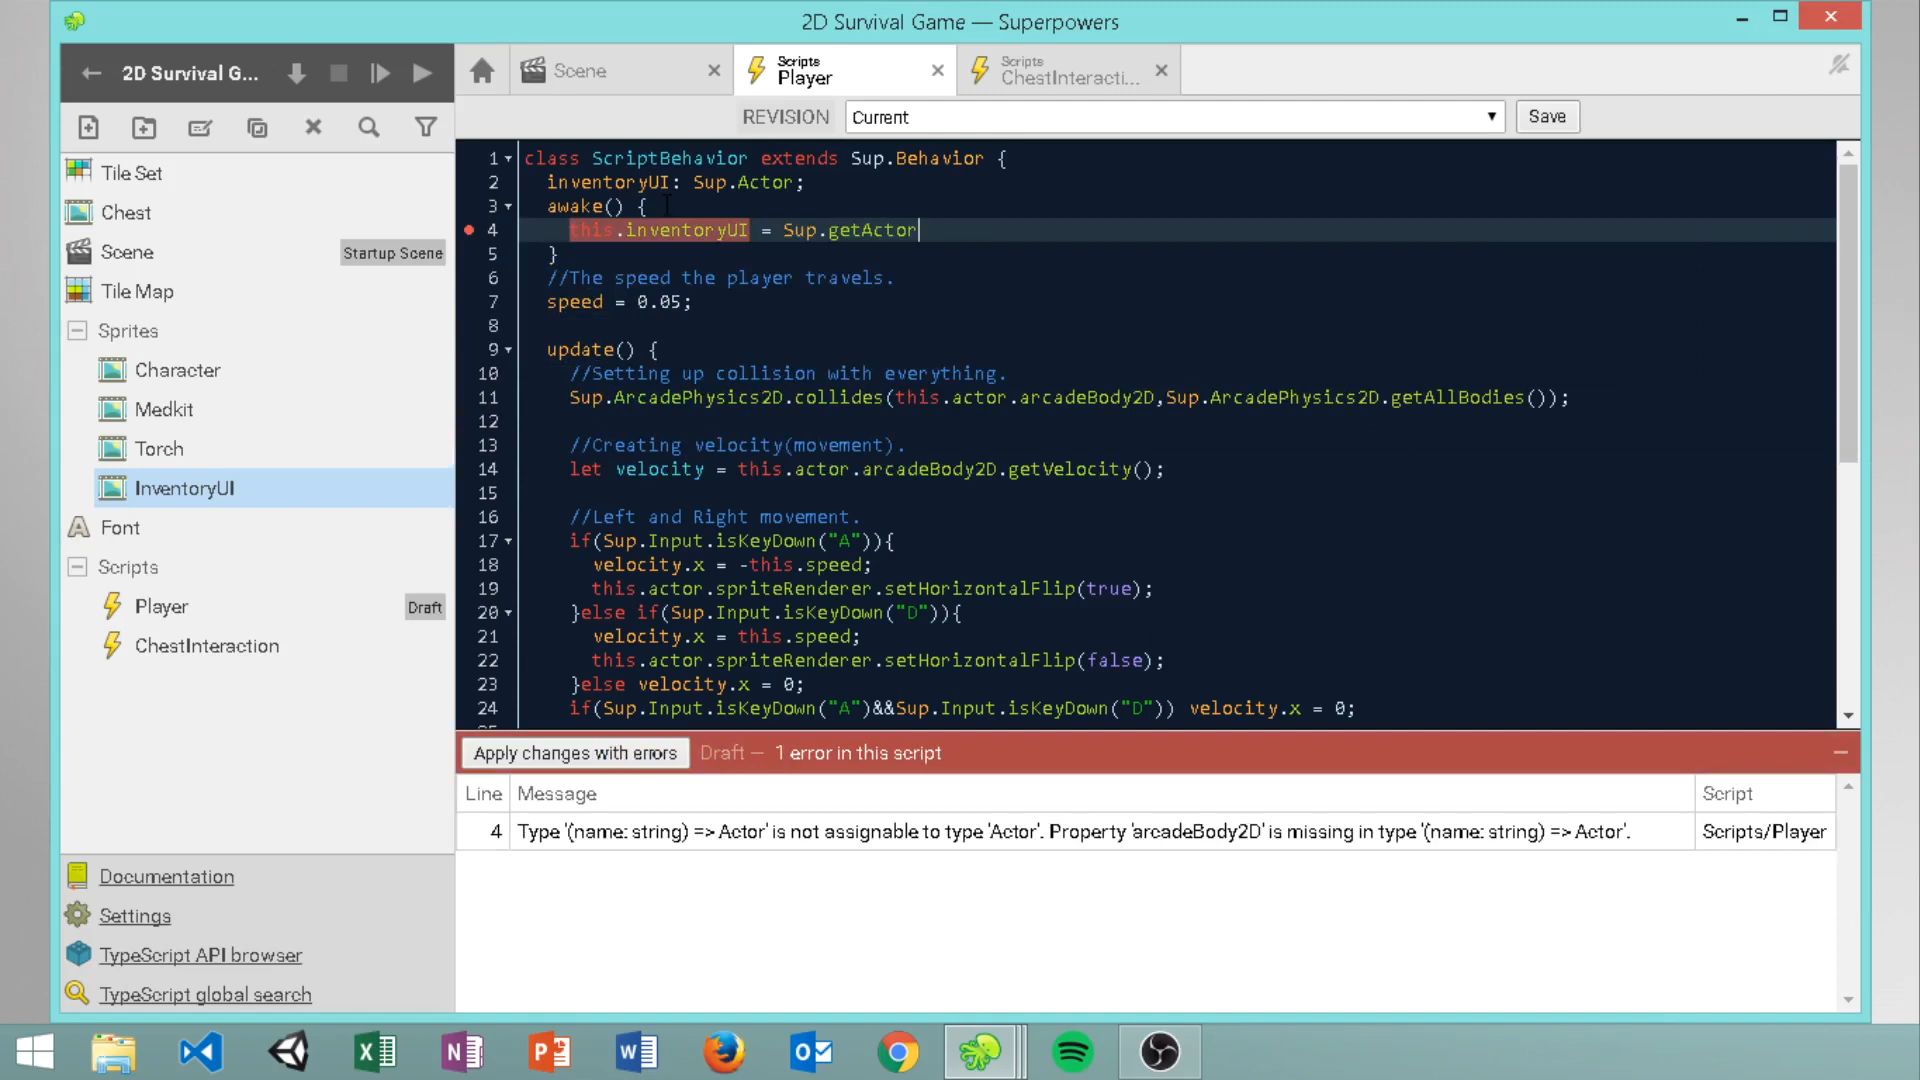 2D Survival Game — Superpowers
2D Survival G...
Scene
Scripts
Player
Scripts
ChestInteracti...
REVISION
Current
Save
Tile Set
Chest
Scene
Startup Scene
Tile Map
Sprites
Character
Medkit
Torch
InventoryUI
Font
Scripts
Player
Draft
ChestInteraction
Documentation
Settings
TypeScript API browser
TypeScript global search
1 class ScriptBehavior extends Sup.Behavior {
2 inventoryUI: Sup.Actor;
3 awake() {
4 this.inventoryUI = Sup.getActor
5 }
6 //The speed the player travels.
7 speed = 0.05;
8
9 update() {
10 //Setting up collision with everything.
11 Sup.ArcadePhysics2D.collides(this.actor.arcadeBody2D,Sup.ArcadePhysics2D.getAllBodies());
12
13 //Creating velocity(movement).
14 let velocity = this.actor.arcadeBody2D.getVelocity();
15
16 //Left and Right movement.
17 if(Sup.Input.isKeyDown("A")){
18 velocity.x = -this.speed;
19 this.actor.spriteRenderer.setHorizontalFlip(true);
20 }else if(Sup.Input.isKeyDown("D")){
21 velocity.x = this.speed;
22 this.actor.spriteRenderer.setHorizontalFlip(false);
23 }else velocity.x = 0;
24 if(Sup.Input.isKeyDown("A")&&Sup.Input.isKeyDown("D")) velocity.x = 0;
Apply changes with errors
Draft — 1 error in this script
Line Message Script
4 Type '(name: string) => Actor' is not assignable to type 'Actor'. Property 'arcadeBody2D' is missing in type '(name: string) => Actor'. Scripts/Player